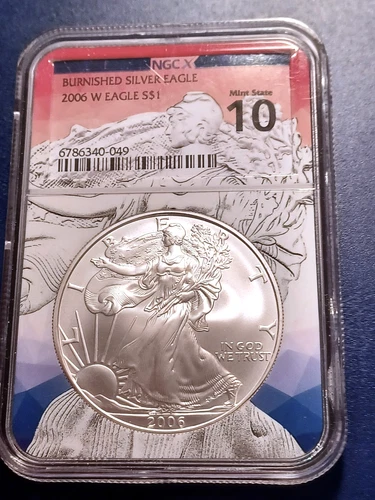 NGC X
BURNISHED SILVER EAGLE
2006 W EAGLE S$1
Mint State
10
6786340-049
LIBERTY
IN GOD
WE TRUST
2006